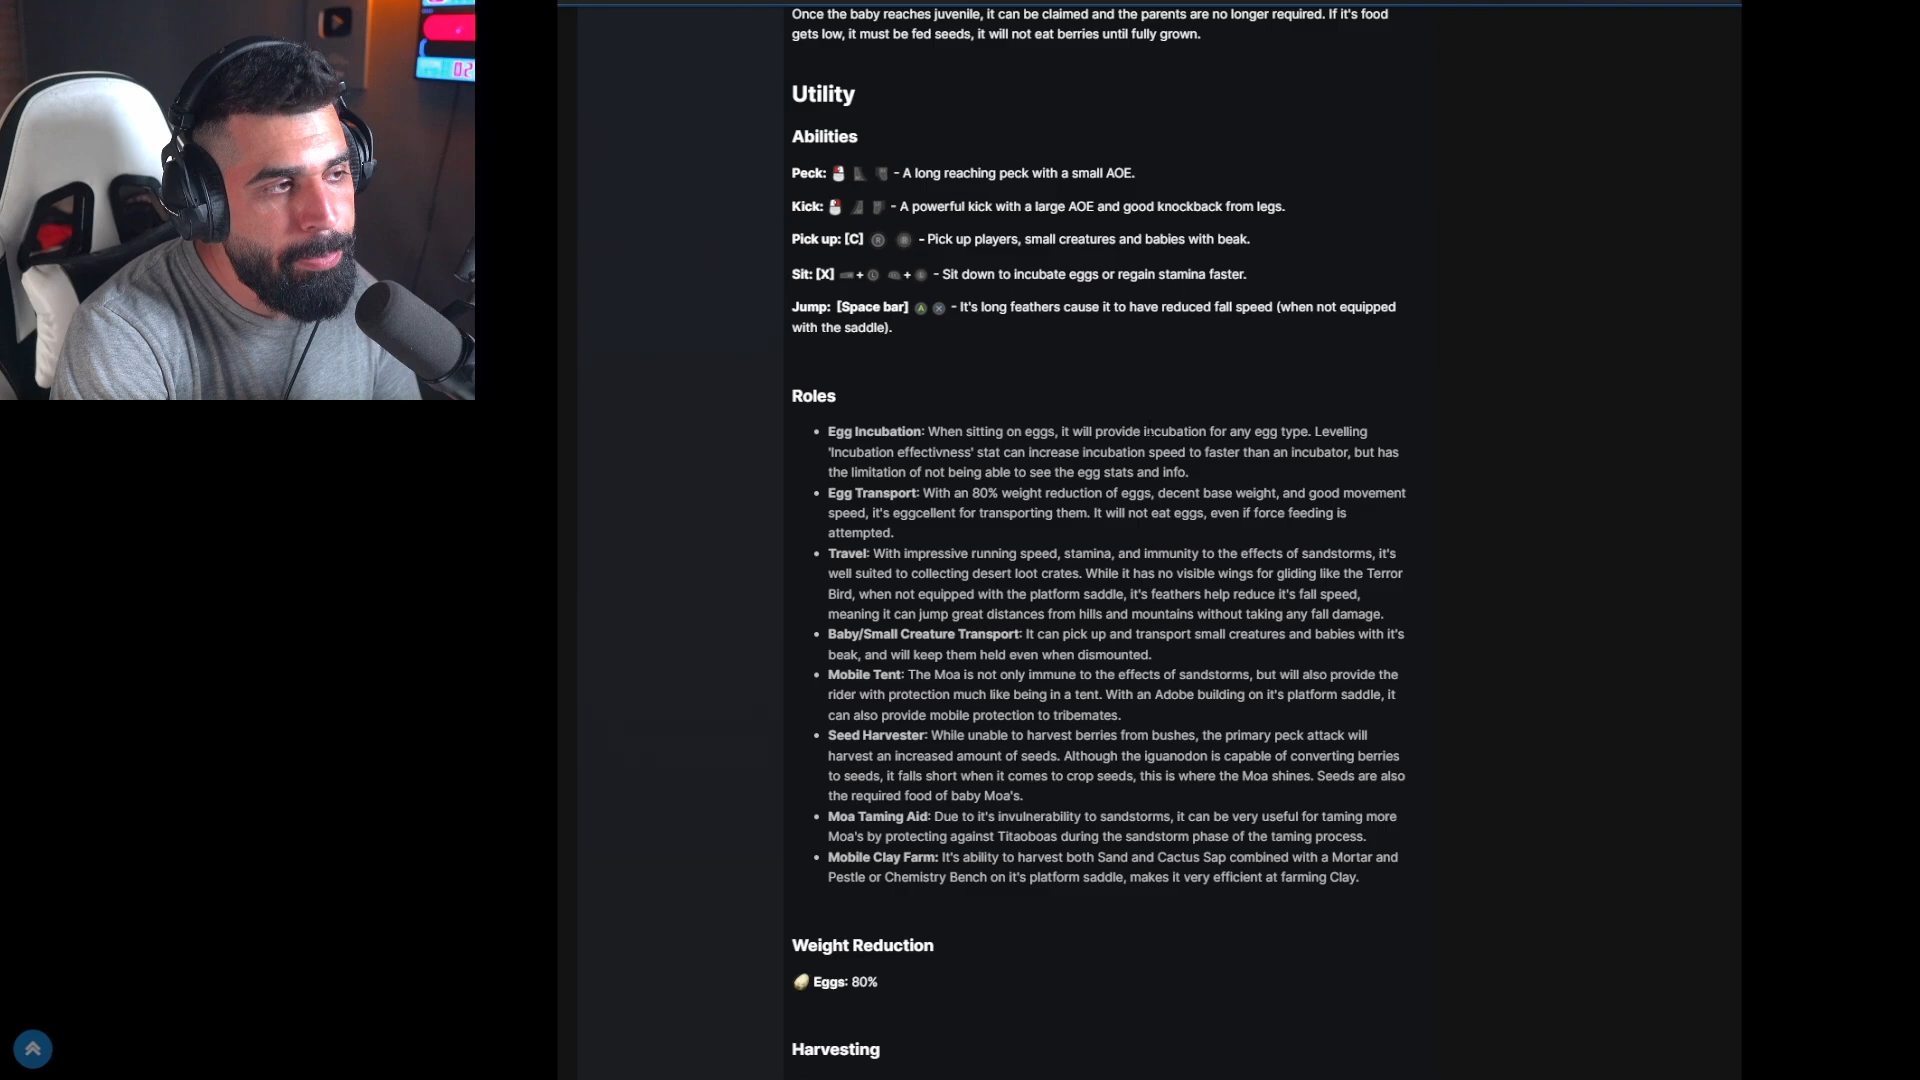 Once the baby reaches juvenile, it can be claimed and the parents are no longer required. If it's food
gets low, it must be fed seeds, it will not eat berries until fully grown.
Utility
Abilities
Peck: - A long reaching peck with a small AOE.
Kick: - A powerful kick with a large AOE and good knockback from legs.
Pick up: [C] - Pick up players, small creatures and babies with beak.
Sit: [X] + + - Sit down to incubate eggs or regain stamina faster.
Jump: [Space bar] - It's long feathers cause it to have reduced fall speed (when not equipped
with the saddle).
Roles
• Egg Incubation: When sitting on eggs, it will provide incubation for any egg type. Levelling
'Incubation effectivness' stat can increase incubation speed to faster than an incubator, but has
the limitation of not being able to see the egg stats and info.
• Egg Transport: With an 80% weight reduction of eggs, decent base weight, and good movement
speed, it's eggcellent for transporting them. It will not eat eggs, even if force feeding is
attempted.
• Travel: With impressive running speed, stamina, and immunity to the effects of sandstorms, it's
well suited to collecting desert loot crates. While it has no visible wings for gliding like the Terror
Bird, when not equipped with the platform saddle, it's feathers help reduce it's fall speed,
meaning it can jump great distances from hills and mountains without taking any fall damage.
• Baby/Small Creature Transport: It can pick up and transport small creatures and babies with it's
beak, and will keep them held even when dismounted.
• Mobile Tent: The Moa is not only immune to the effects of sandstorms, but will also provide the
rider with protection much like being in a tent. With an Adobe building on it's platform saddle, it
can also provide mobile protection to tribemates.
• Seed Harvester: While unable to harvest berries from bushes, the primary peck attack will
harvest an increased amount of seeds. Although the iguanodon is capable of converting berries
to seeds, it falls short when it comes to crop seeds, this is where the Moa shines. Seeds are also
the required food of baby Moa's.
• Moa Taming Aid: Due to it's invulnerability to sandstorms, it can be very useful for taming more
Moa's by protecting against Titaoboas during the sandstorm phase of the taming process.
• Mobile Clay Farm: It's ability to harvest both Sand and Cactus Sap combined with a Mortar and
Pestle or Chemistry Bench on it's platform saddle, makes it very efficient at farming Clay.
Weight Reduction
Eggs: 80%
Harvesting